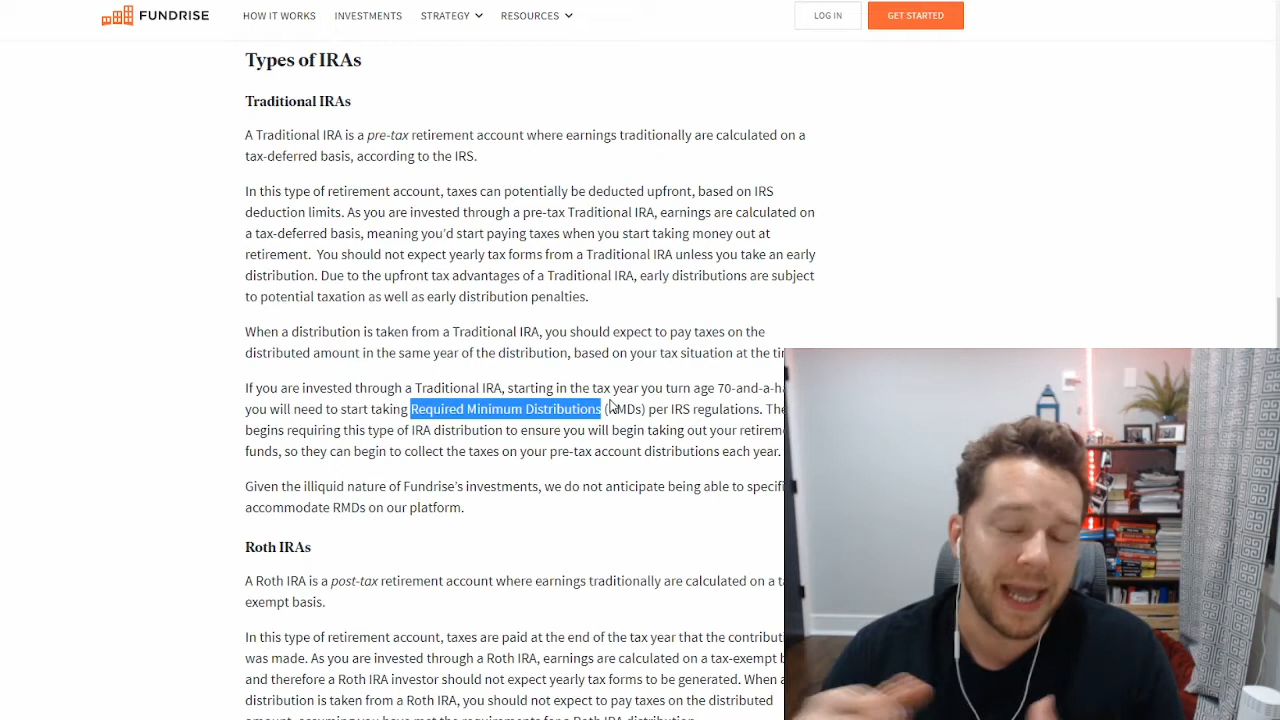 FUNDRISE
HOW IT WORKS
INVESTMENTS
STRATEGY
RESOURCES
LOG IN
GET STARTED
Types of IRAs
Traditional IRAs
A Traditional IRA is a pre-tax retirement account where earnings traditionally are calculated on a
tax-deferred basis, according to the IRS.
In this type of retirement account, taxes can potentially be deducted upfront, based on IRS
deduction limits. As you are invested through a pre-tax Traditional IRA, earnings are calculated on
a tax-deferred basis, meaning you'd start paying taxes when you start taking money out at
retirement. You should not expect yearly tax forms from a Traditional IRA unless you take an early
distribution. Due to the upfront tax advantages of a Traditional IRA, early distributions are subject
to potential taxation as well as early distribution penalties.
When a distribution is taken from a Traditional IRA, you should expect to pay taxes on the
distributed amount in the same year of the distribution, based on your tax situation at the
If you are invested through a Traditional IRA, starting in the tax year you turn age 70-and-a-
you will need to start taking Required Minimum Distributions (RMDs) per IRS regulations.
begins requiring this type of IRA distribution to ensure you will begin taking out your
funds, so they can begin to collect the taxes on your pre-tax account distributions each year.
Given the illiquid nature of Fundrise's investments, we do not anticipate being able to
accommodate RMDs on our platform.
Roth IRAs
A Roth IRA is a post-tax retirement account where earnings traditionally are calculated on a
exempt basis.
In this type of retirement account, taxes are paid at the end of the tax year that the
was made. As you are invested through a Roth IRA, earnings are calculated on a tax-exempt
and therefore a Roth IRA investor should not expect yearly tax forms to be generated. When a
distribution is taken from a Roth IRA, you should not expect to pay taxes on the distributed
amount, assuming you have met the requirements for a Roth IRA distribution.